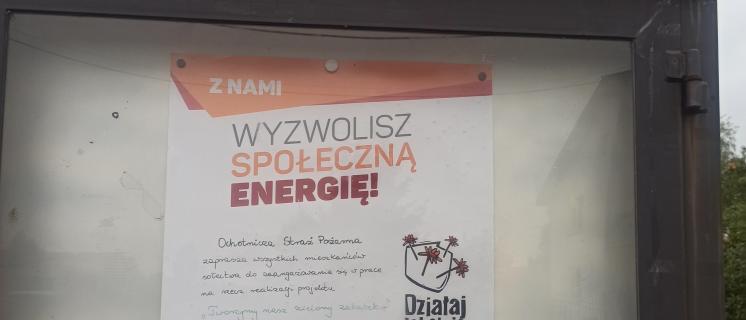 Z NAMI
WYZWOLISZ
SPOŁECZNĄ
ENERGIĘ!
Ochotnicza Straż Pożarna
zaprasza wszystkich mieszkańców
sołectwa do zaangażowania się w prace
na rzecz realizacji projektu
„Tworzymy nasz zielony zakątek”
Działaj